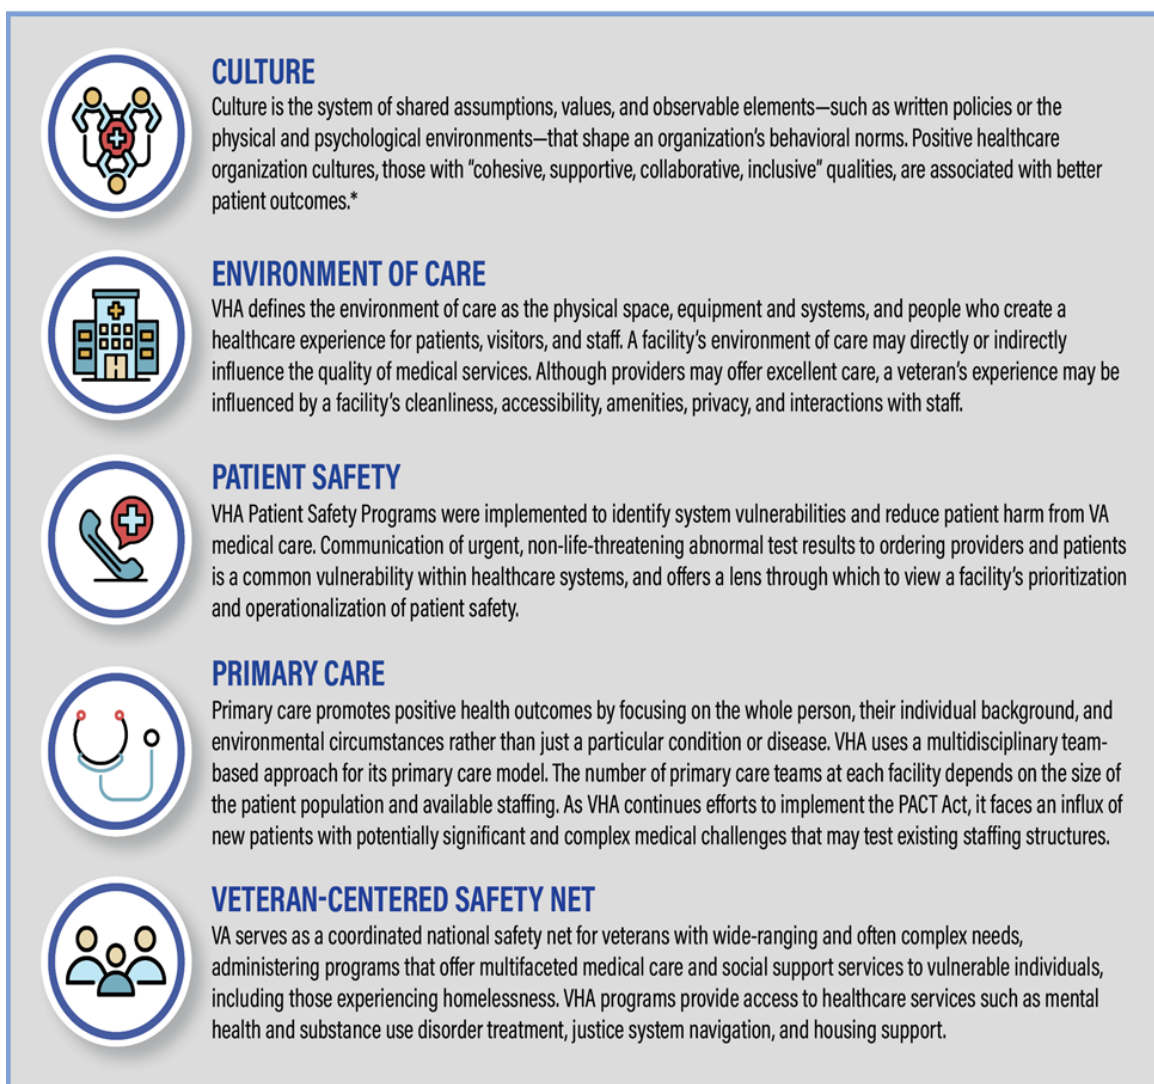 CULTURE
Culture is the system of shared assumptions, values, and observable elements—such as written policies or the
physical and psychological environments—that shape an organization's behavioral norms. Positive healthcare
organization cultures, those with “cohesive, supportive, collaborative, inclusive” qualities, are associated with better
patient outcomes.*
ENVIRONMENT OF CARE
VHA defines the environment of care as the physical space, equipment and systems, and people who create a
healthcare experience for patients, visitors, and staff. A facility's environment of care may directly or indirectly
influence the quality of medical services. Although providers may offer excellent care, a veteran's experience may be
influenced by a facility's cleanliness, accessibility, amenities, privacy, and interactions with staff.
PATIENT SAFETY
VHA Patient Safety Programs were implemented to identify system vulnerabilities and reduce patient harm from VA
medical care. Communication of urgent, non-life-threatening abnormal test results to ordering providers and patients
is a common vulnerability within healthcare systems, and offers a lens through which to view a facility's prioritization
and operationalization of patient safety.
PRIMARY CARE
Primary care promotes positive health outcomes by focusing on the whole person, their individual background, and
environmental circumstances rather than just a particular condition or disease. VHA uses a multidisciplinary team-
based approach for its primary care model. The number of primary care teams at each facility depends on the size of
the patient population and available staffing. As VHA continues efforts to implement the PACT Act, it faces an influx of
new patients with potentially significant and complex medical challenges that may test existing staffing structures.
VETERAN-CENTERED SAFETY NET
VA serves as a coordinated national safety net for veterans with wide-ranging and often complex needs,
administering programs that offer multifaceted medical care and social support services to vulnerable individuals,
including those experiencing homelessness. VHA programs provide access to healthcare services such as mental
health and substance use disorder treatment, justice system navigation, and housing support.